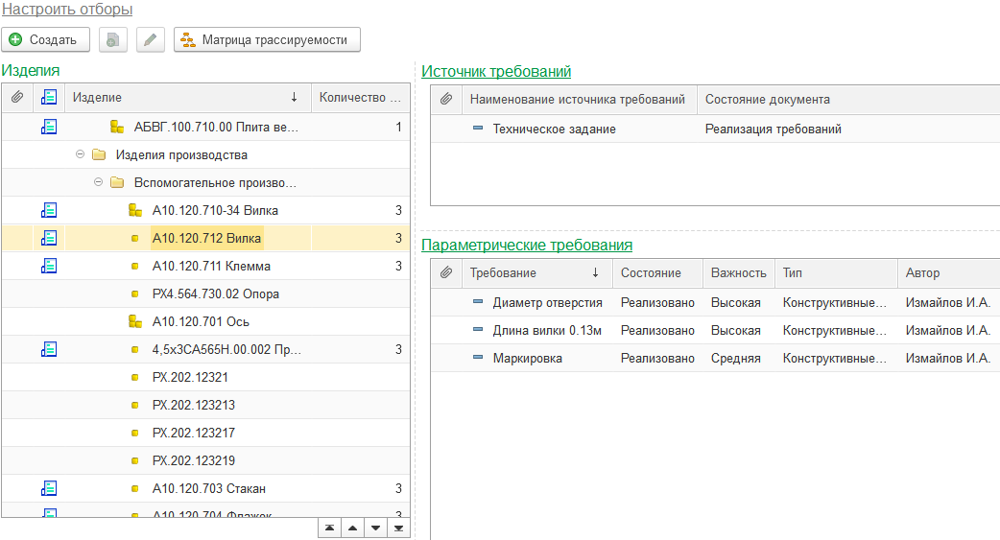 Настроить отборы
Создать
Матрица трассируемости
Изделия
Изделие ↓ Количество ...
АБВГ.100.710.00 Плита ве... 1
Изделия производства
Вспомогательное произво...
А10.120.710-34 Вилка 3
А10.120.712 Вилка 3
А10.120.711 Клемма 3
РХ4.564.730.02 Опора
А10.120.701 Ось
4,5х3СА565Н.00.002 Пр... 3
РХ.202.12321
РХ.202.123213
РХ.202.123217
РХ.202.123219
А10.120.703 Стакан 3
А10.120.704 Флажок 3
Источник требований
Наименование источника требований Состояние документа
Техническое задание Реализация требований
Параметрические требования
Требование ↓ Состояние Важность Тип Автор
Диаметр отверстия Реализовано Высокая Конструктивные... Измайлов И.А.
Длина вилки 0.13м Реализовано Высокая Конструктивные... Измайлов И.А.
Маркировка Реализовано Средняя Конструктивные... Измайлов И.А.